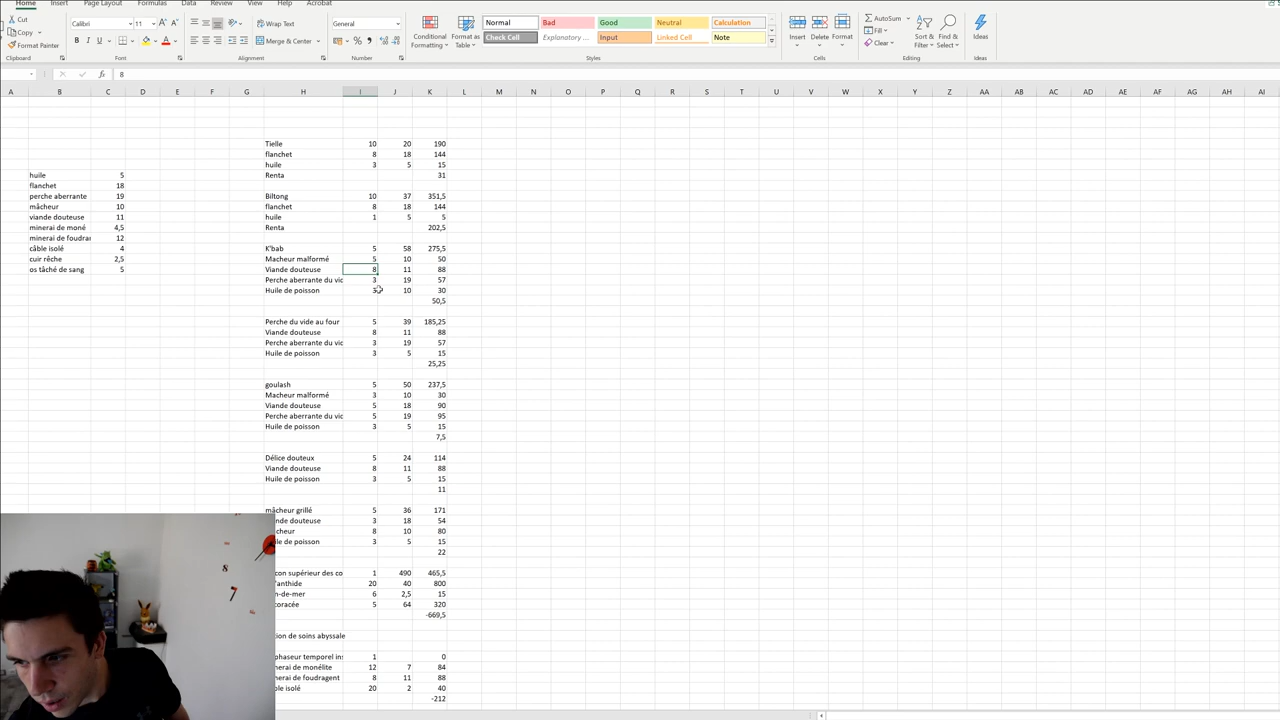 Home Insert Page Layout Formulas Data Review View Help Acrobat
Cut
Copy
Format Painter
Clipboard
Calibri 11
B I U
Font
Wrap Text
Merge & Center
Alignment
General
Number
Conditional Formatting
Format as Table
Normal Bad Good Neutral Calculation
Check Cell Explanatory ... Input Linked Cell Note
Styles
Insert Delete Format
Cells
AutoSum
Fill
Clear
Sort & Filter
Find & Select
Editing
Ideas
Ideas
fx 8
A B C D E F G H I J K L M N O P Q R S T U V W X Y Z AA AB AC AD AE AF AG AH AI
huile 5
flanchet 18
perche aberrante 19
mâcheur 10
viande douteuse 11
minerai de moné 4,5
minerai de foudra 12
câble isolé 4
cuir rêche 2,5
os tâché de sang 5
Tielle 10 20 190
flanchet 8 18 144
huile 3 5 15
Renta 31
Biltong 10 37 351,5
flanchet 8 18 144
huile 1 5 5
Renta 202,5
K'bab 5 58 275,5
Macheur malformé 5 10 50
Viande douteuse 8 11 88
Perche aberrante du vic 3 19 57
Huile de poisson 3 10 30
50,5
Perche du vide au four 5 39 185,25
Viande douteuse 8 11 88
Perche aberrante du vic 3 19 57
Huile de poisson 3 5 15
25,25
goulash 5 50 237,5
Macheur malformé 3 10 30
Viande douteuse 5 18 90
Perche aberrante du vic 5 19 95
Huile de poisson 3 5 15
7,5
Délice douteux 5 24 114
Viande douteuse 8 11 88
Huile de poisson 3 5 15
11
mâcheur grillé 5 36 171
ande douteuse 3 18 54
cheur 8 10 80
ile de poisson 3 5 15
22
con supérieur des co 1 490 465,5
'anthide 20 40 800
n-de-mer 6 2,5 15
coracée 5 64 320
-669,5
tion de soins abyssale
phaseur temporel in 1 0
nerai de monélite 12 7 84
nerai de foudragent 8 11 88
ble isolé 20 2 40
-212